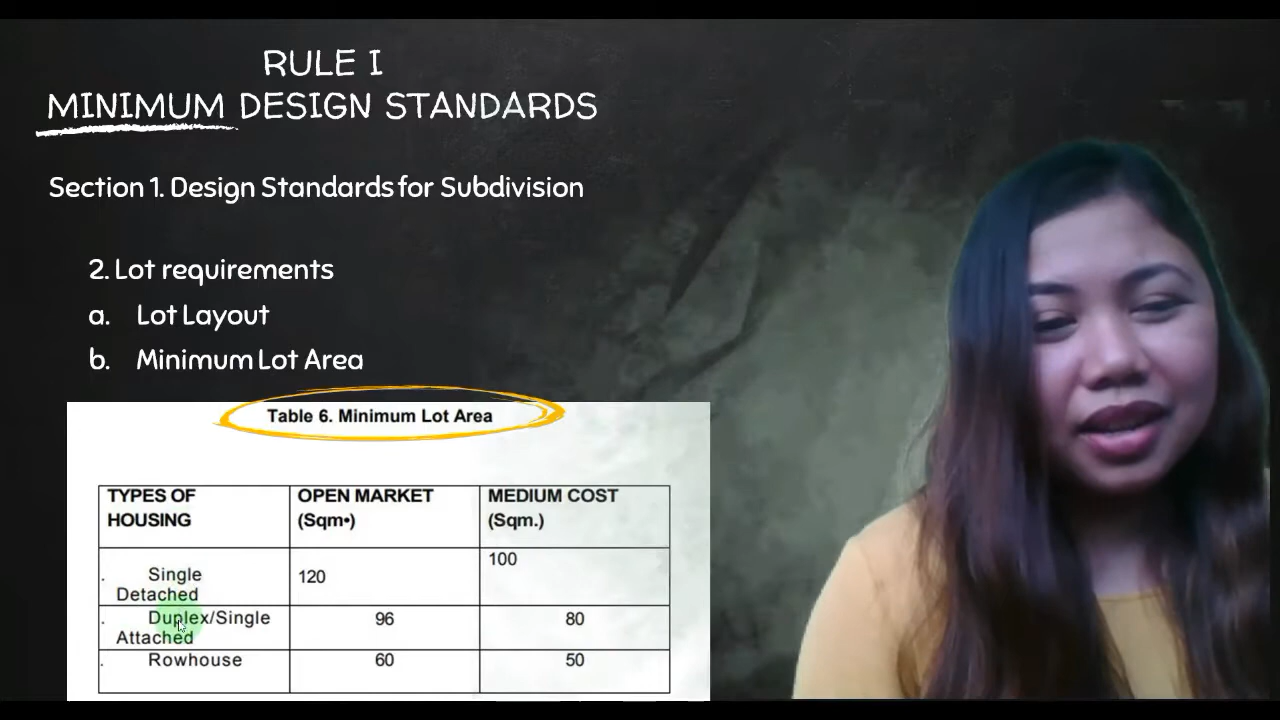 RULE I
MINIMUM DESIGN STANDARDS
Section 1. Design Standards for Subdivision
2. Lot requirements
a. Lot Layout
b. Minimum Lot Area
Table 6. Minimum Lot Area
TYPES OF HOUSING OPEN MARKET (Sqm•) MEDIUM COST (Sqm.)
. Single Detached 120 100
. Duplex/Single Attached 96 80
. Rowhouse 60 50